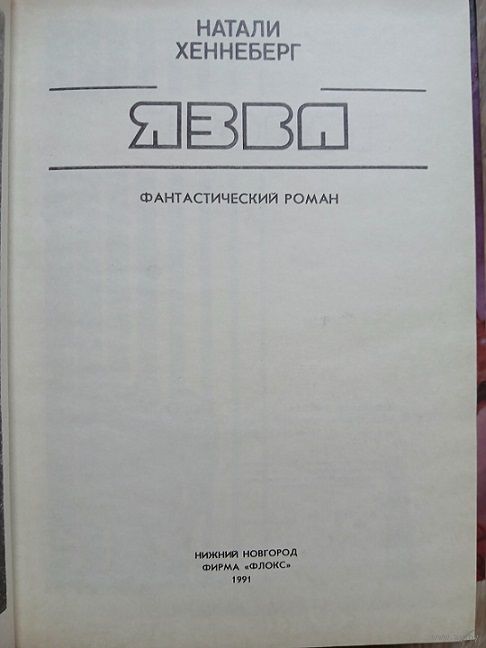 НАТАЛИ
ХЕННЕБЕРГ
ЯЗВА
ФАНТАСТИЧЕСКИЙ РОМАН
НИЖНИЙ НОВГОРОД
ФИРМА «ФЛОКС»
1991